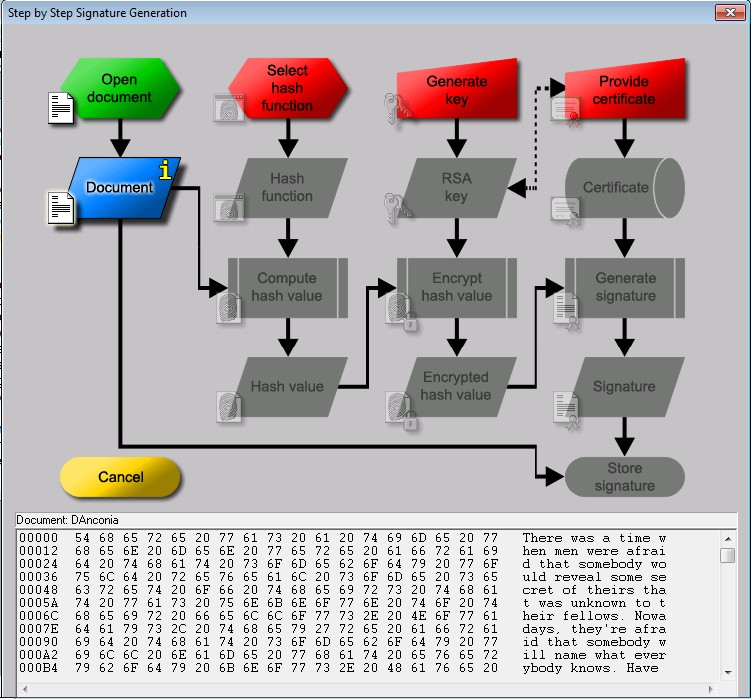 Step by Step Signature Generation
Open
document
Select
hash
function
Generate
key
Provide
certificate
Document
i
Hash
function
RSA
key
Certificate
Compute
hash value
Encrypt
hash value
Generate
signature
Hash value
Encrypted
hash value
Signature
Cancel
Store
signature
Document: DAnconia
00000 54 68 65 72 65 20 77 61 73 20 61 20 74 69 6D 65 20 77 There was a time w
00012 68 65 6E 20 6D 65 6E 20 77 65 72 65 20 61 66 72 61 69 hen men were afrai
00024 64 20 74 68 61 74 20 73 6F 6D 65 62 6F 64 79 20 77 6F d that somebody wo
00036 75 6C 64 20 72 65 76 65 61 6C 20 73 6F 6D 65 20 73 65 uld reveal some se
00048 63 72 65 74 20 6F 66 20 74 68 65 69 72 73 20 74 68 61 cret of theirs tha
0005A 74 20 77 61 73 20 75 6E 6B 6E 6F 77 6E 20 74 6F 20 74 t was unknown to t
0006C 68 65 69 72 20 66 65 6C 6C 6F 77 73 2E 20 4E 6F 77 61 heir fellows. Nowa
0007E 64 61 79 73 2C 20 74 68 65 79 27 72 65 20 61 66 72 61 days, they're afra
00090 69 64 20 74 68 61 74 20 73 6F 6D 65 62 6F 64 79 20 77 id that somebody w
000A2 69 6C 6C 20 6E 61 6D 65 20 77 68 61 74 20 65 76 65 72 ill name what ever
000B4 79 62 6F 64 79 20 6B 6E 6F 77 73 2E 20 48 61 76 65 20 ybody knows. Have